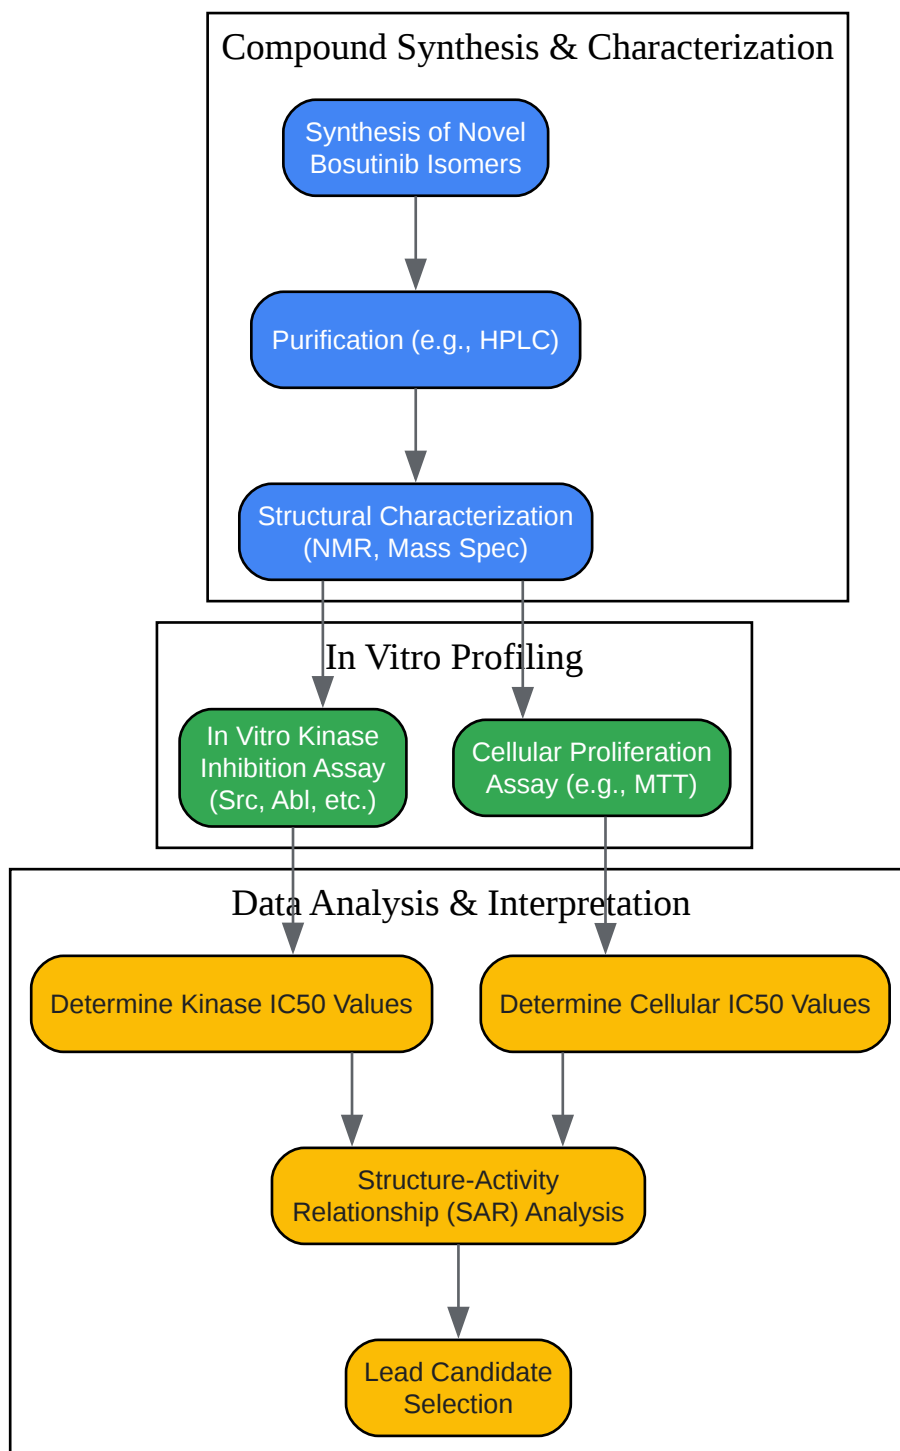 Compound Synthesis & Characterization
Synthesis of Novel
Bosutinib Isomers
Purification (e.g., HPLC)
Structural Characterization
(NMR, Mass Spec)
In Vitro Profiling
In Vitro Kinase
Inhibition Assay
(Src, Abl, etc.)
Cellular Proliferation
Assay (e.g., MTT)
Data Analysis & Interpretation
Determine Kinase IC50 Values
Determine Cellular IC50 Values
Structure-Activity
Relationship (SAR) Analysis
Lead Candidate
Selection